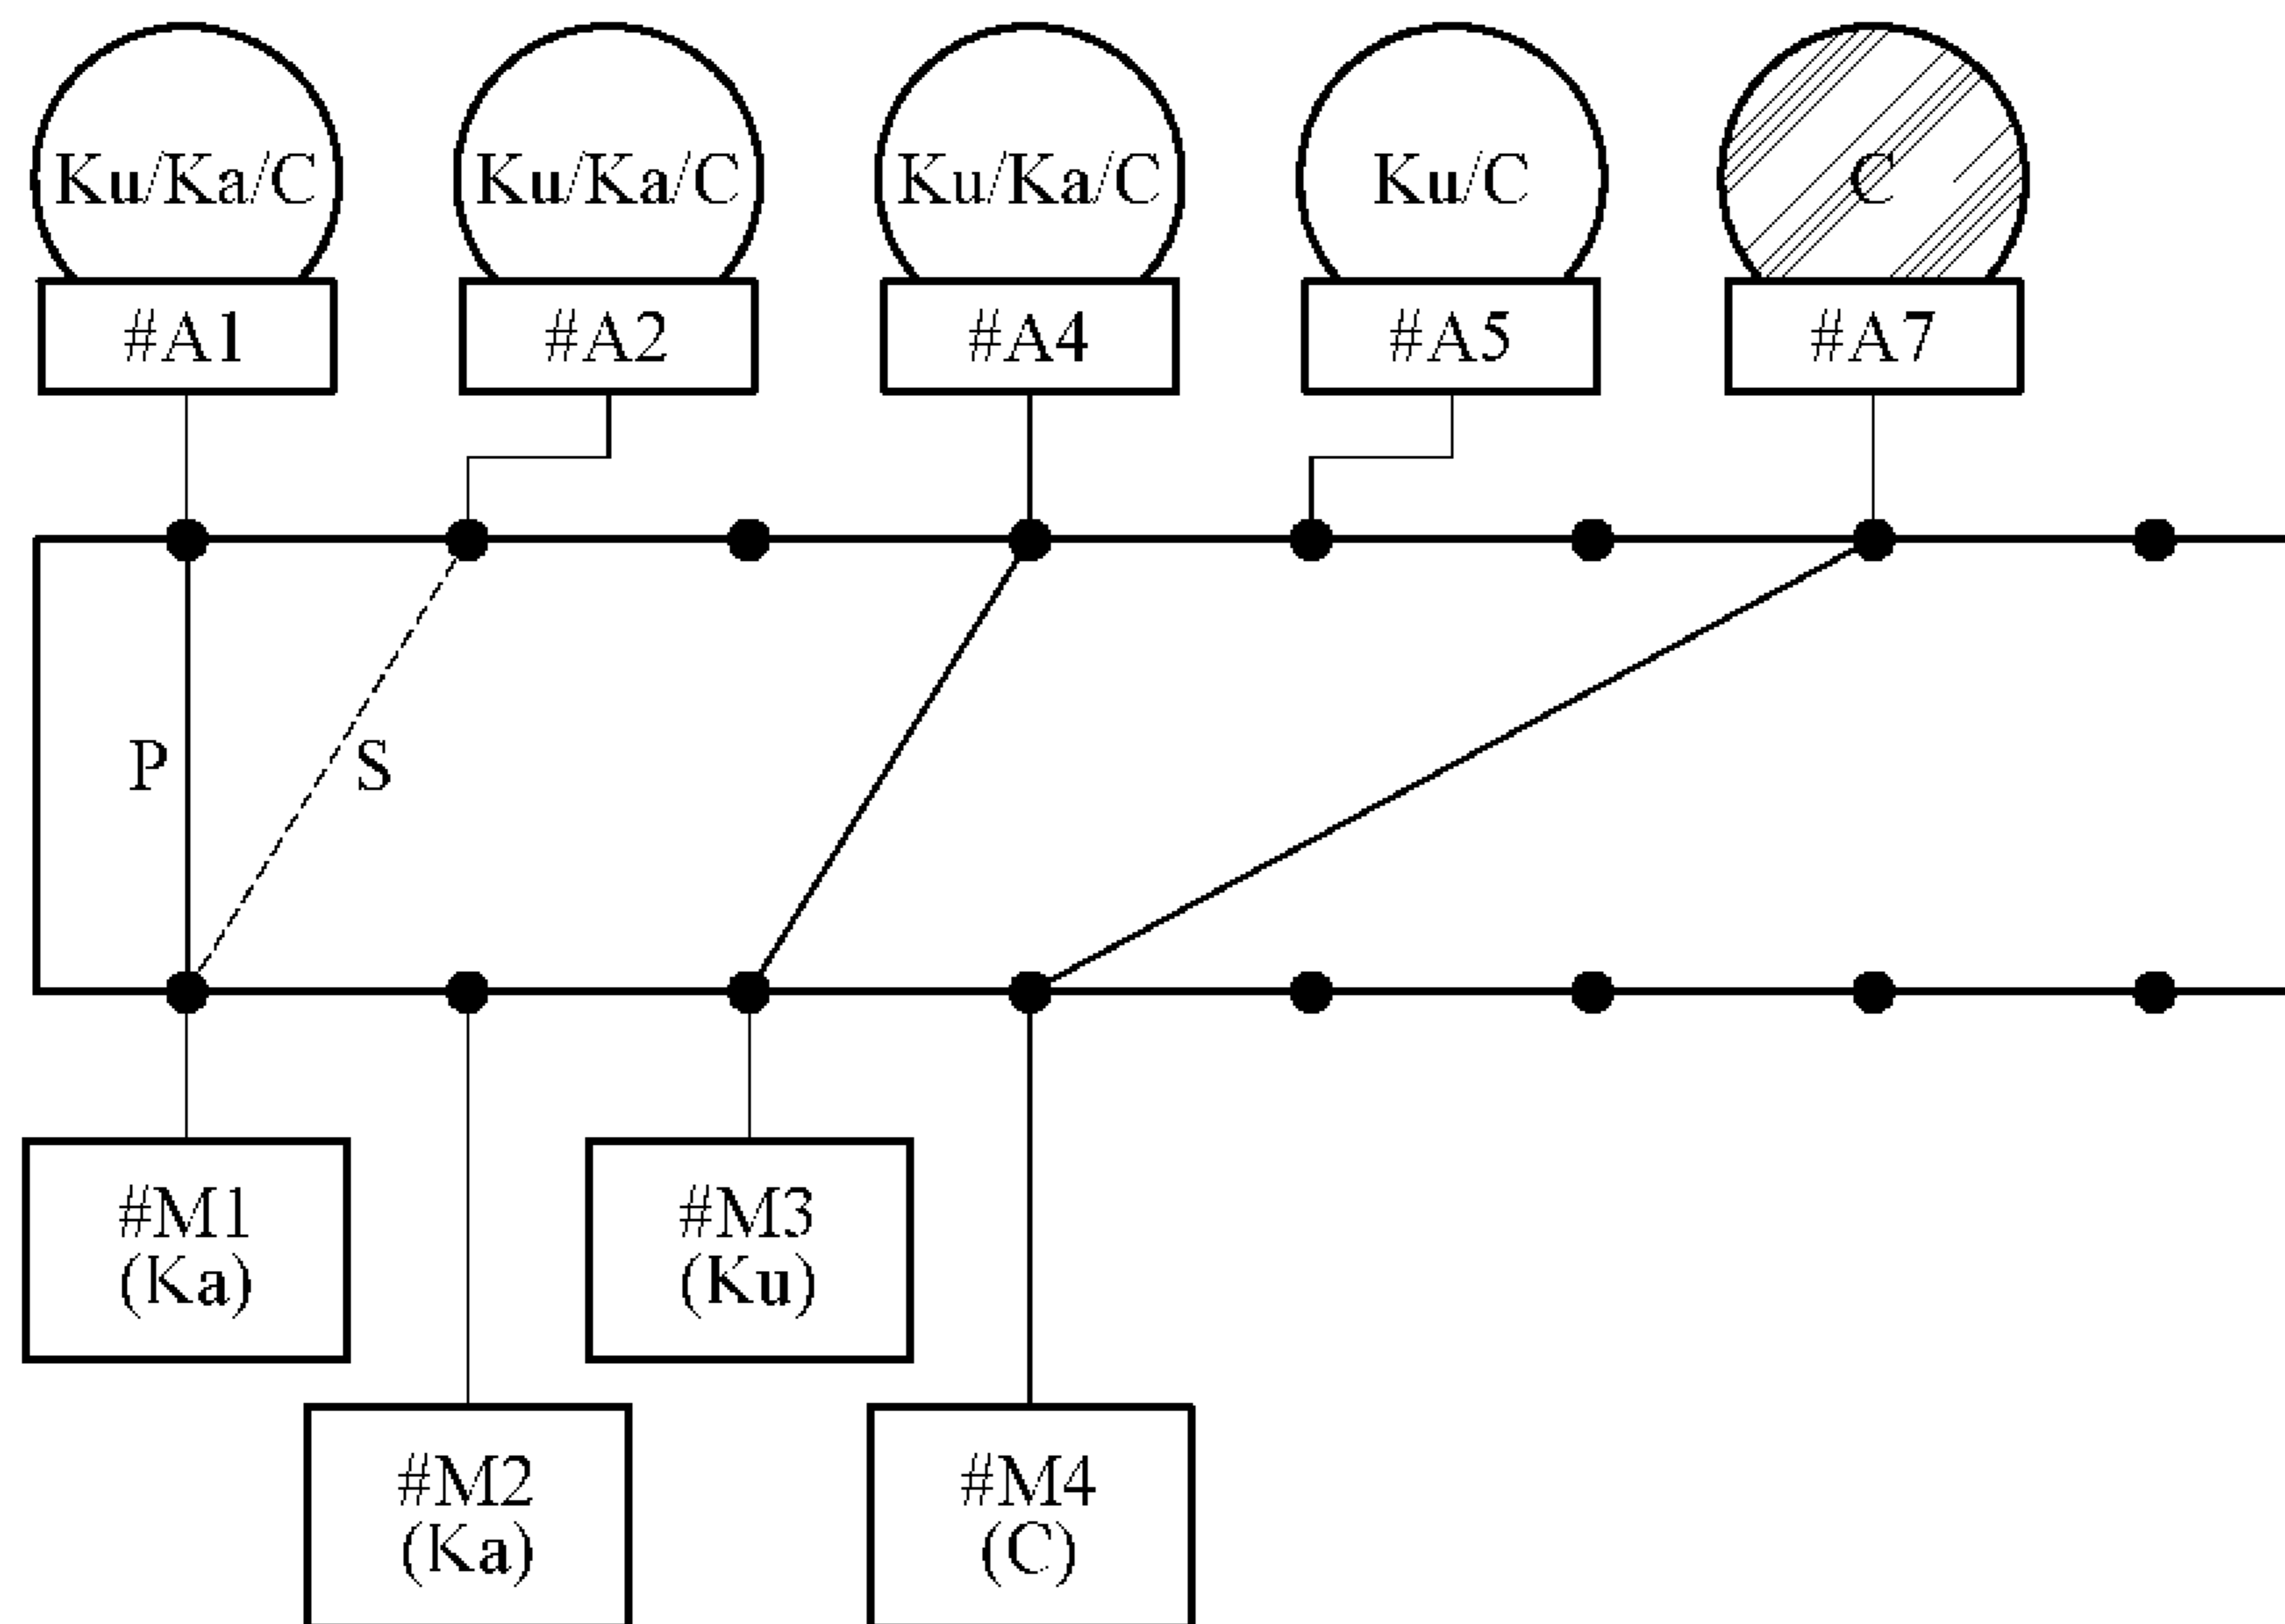 Ku/Ka/C
Ku/Ka/C
Ku/Ka/C
Ku/C
C
#A1
#A2
#A4
#A5
#A7
P
S
#M1
(Ka)
#M3
(Ku)
#M2
(Ka)
#M4
(C)